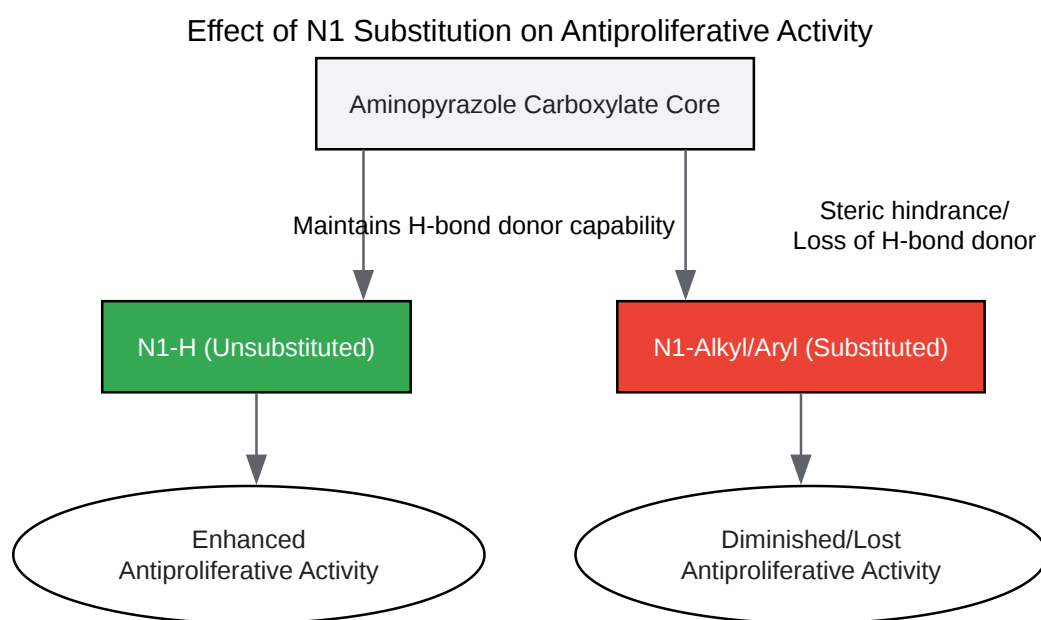 Effect of N1 Substitution on Antiproliferative Activity
Aminopyrazole Carboxylate Core
Maintains H-bond donor capability
Steric hindrance/
Loss of H-bond donor
N1-H (Unsubstituted)
N1-Alkyl/Aryl (Substituted)
Enhanced
Antiproliferative Activity
Diminished/Lost
Antiproliferative Activity